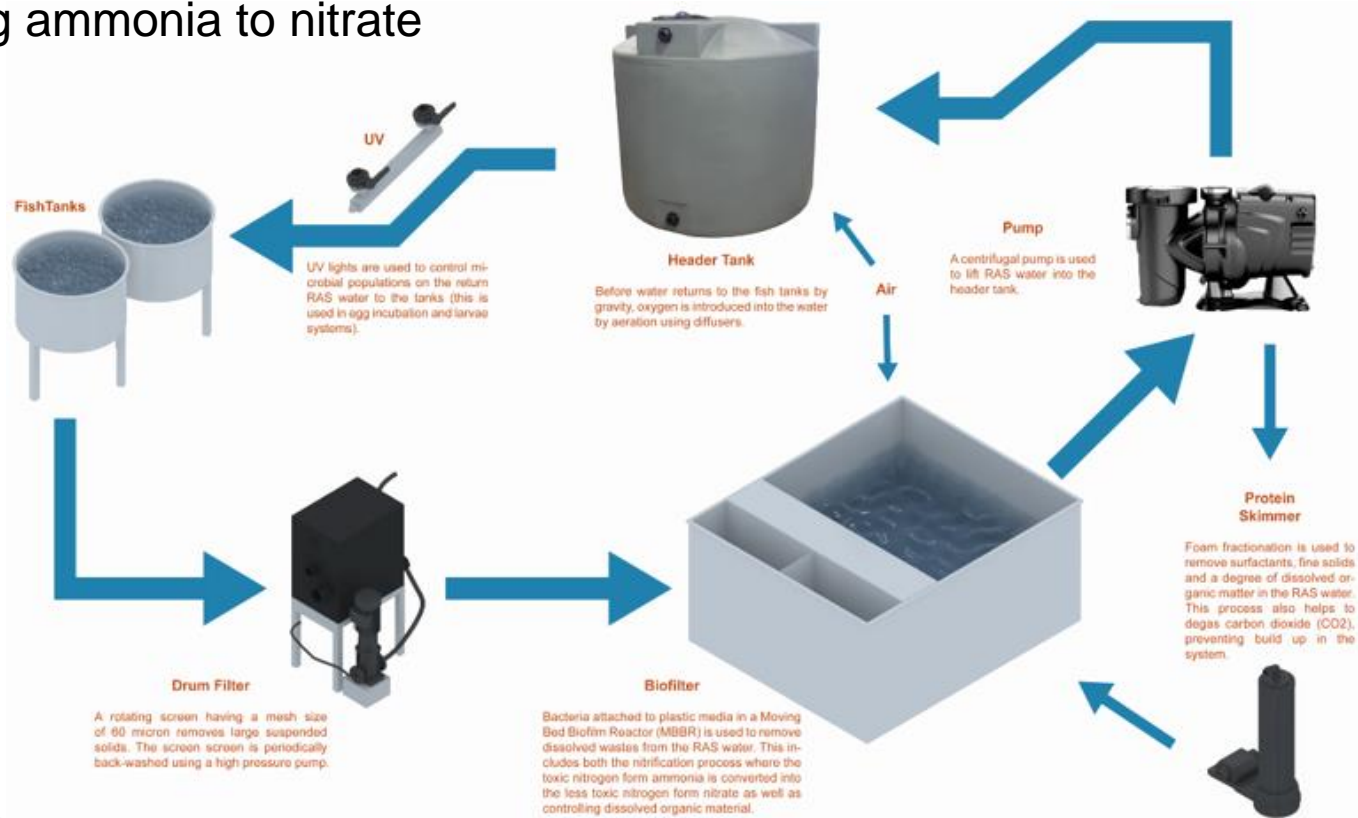 g ammonia to nitrate
UV
FishTanks
UV lights are used to control mi-
crobial populations on the return
RAS water to the tanks (this is
used in egg incubation and larvae
systems).
Header Tank
Before water returns to the fish tanks by
gravity, oxygen is introduced into the water
by aeration using diffusers.
Air
Pump
A centrifugal pump is used
to lift RAS water into the
header tank.
Protein
Skimmer
Foam fractionation is used to
remove surfactants, fine solids
and a degree of dissolved or-
ganic matter in the RAS water.
This process also helps to
degas carbon dioxide (CO2),
preventing build up in the
system.
Drum Filter
A rotating screen having a mesh size
of 60 micron removes large suspended
solids. The screen screen is periodically
back-washed using a high pressure pump.
Biofilter
Bacteria attached to plastic media in a Moving
Bed Biofilm Reactor (MBBR) is used to remove
dissolved wastes from the RAS water. This in-
cludes both the nitrification process where the
toxic nitrogen form ammonia is converted into
the less toxic nitrogen form nitrate as well as
controlling dissolved organic material.